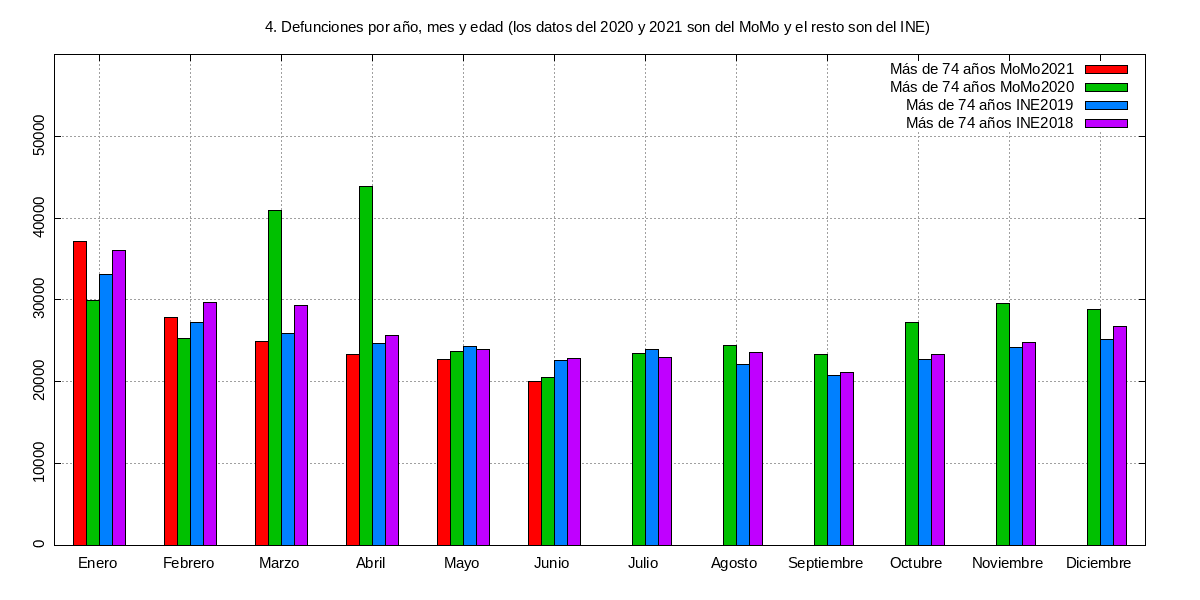 4. Defunciones por año, mes y edad (los datos del 2020 y 2021 son del MoMo y el resto son del INE)
Más de 74 años MoMo2021
Más de 74 años MoMo2020
Más de 74 años INE2019
Más de 74 años INE2018
50000
40000
30000
20000
10000
0
Enero Febrero Marzo Abril Mayo Junio Julio Agosto Septiembre Octubre Noviembre Diciembre